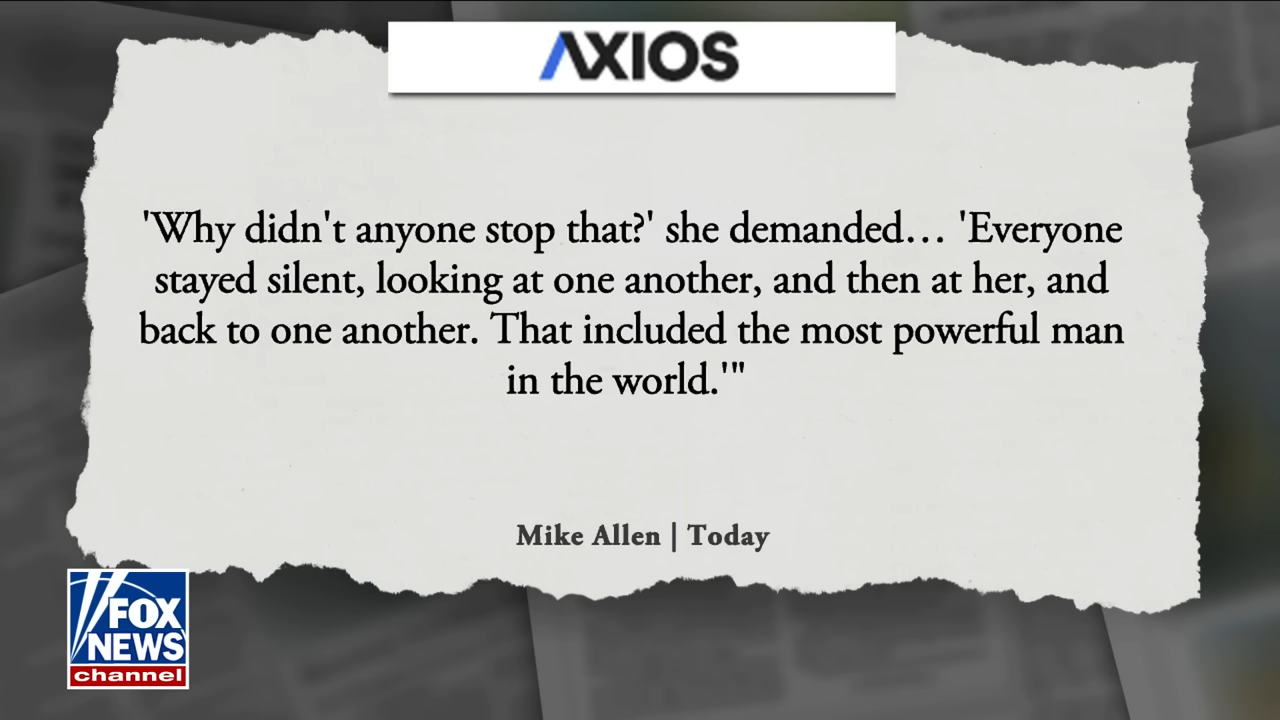 AXIOS
'Why didn't anyone stop that?' she demanded… 'Everyone
stayed silent, looking at one another, and then at her, and
back to one another. That included the most powerful man
in the world.'"
Mike Allen | Today
FOX
NEWS
channel